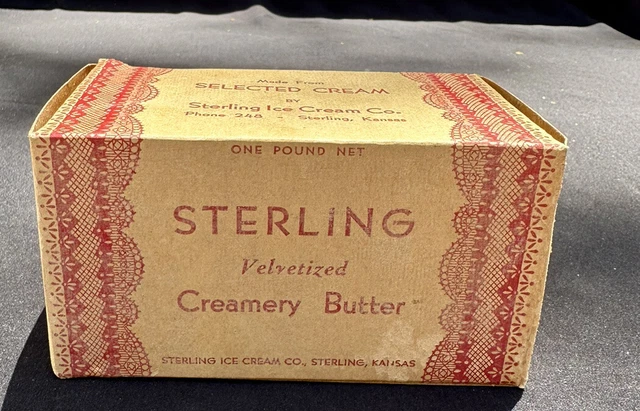 Made From
SELECTED CREAM
BY
Sterling Ice Cream Co.
Phone 248 - Sterling, Kansas
ONE POUND NET
STERLING
Velvetized
Creamery Butter
STERLING ICE CREAM CO., STERLING, KANSAS